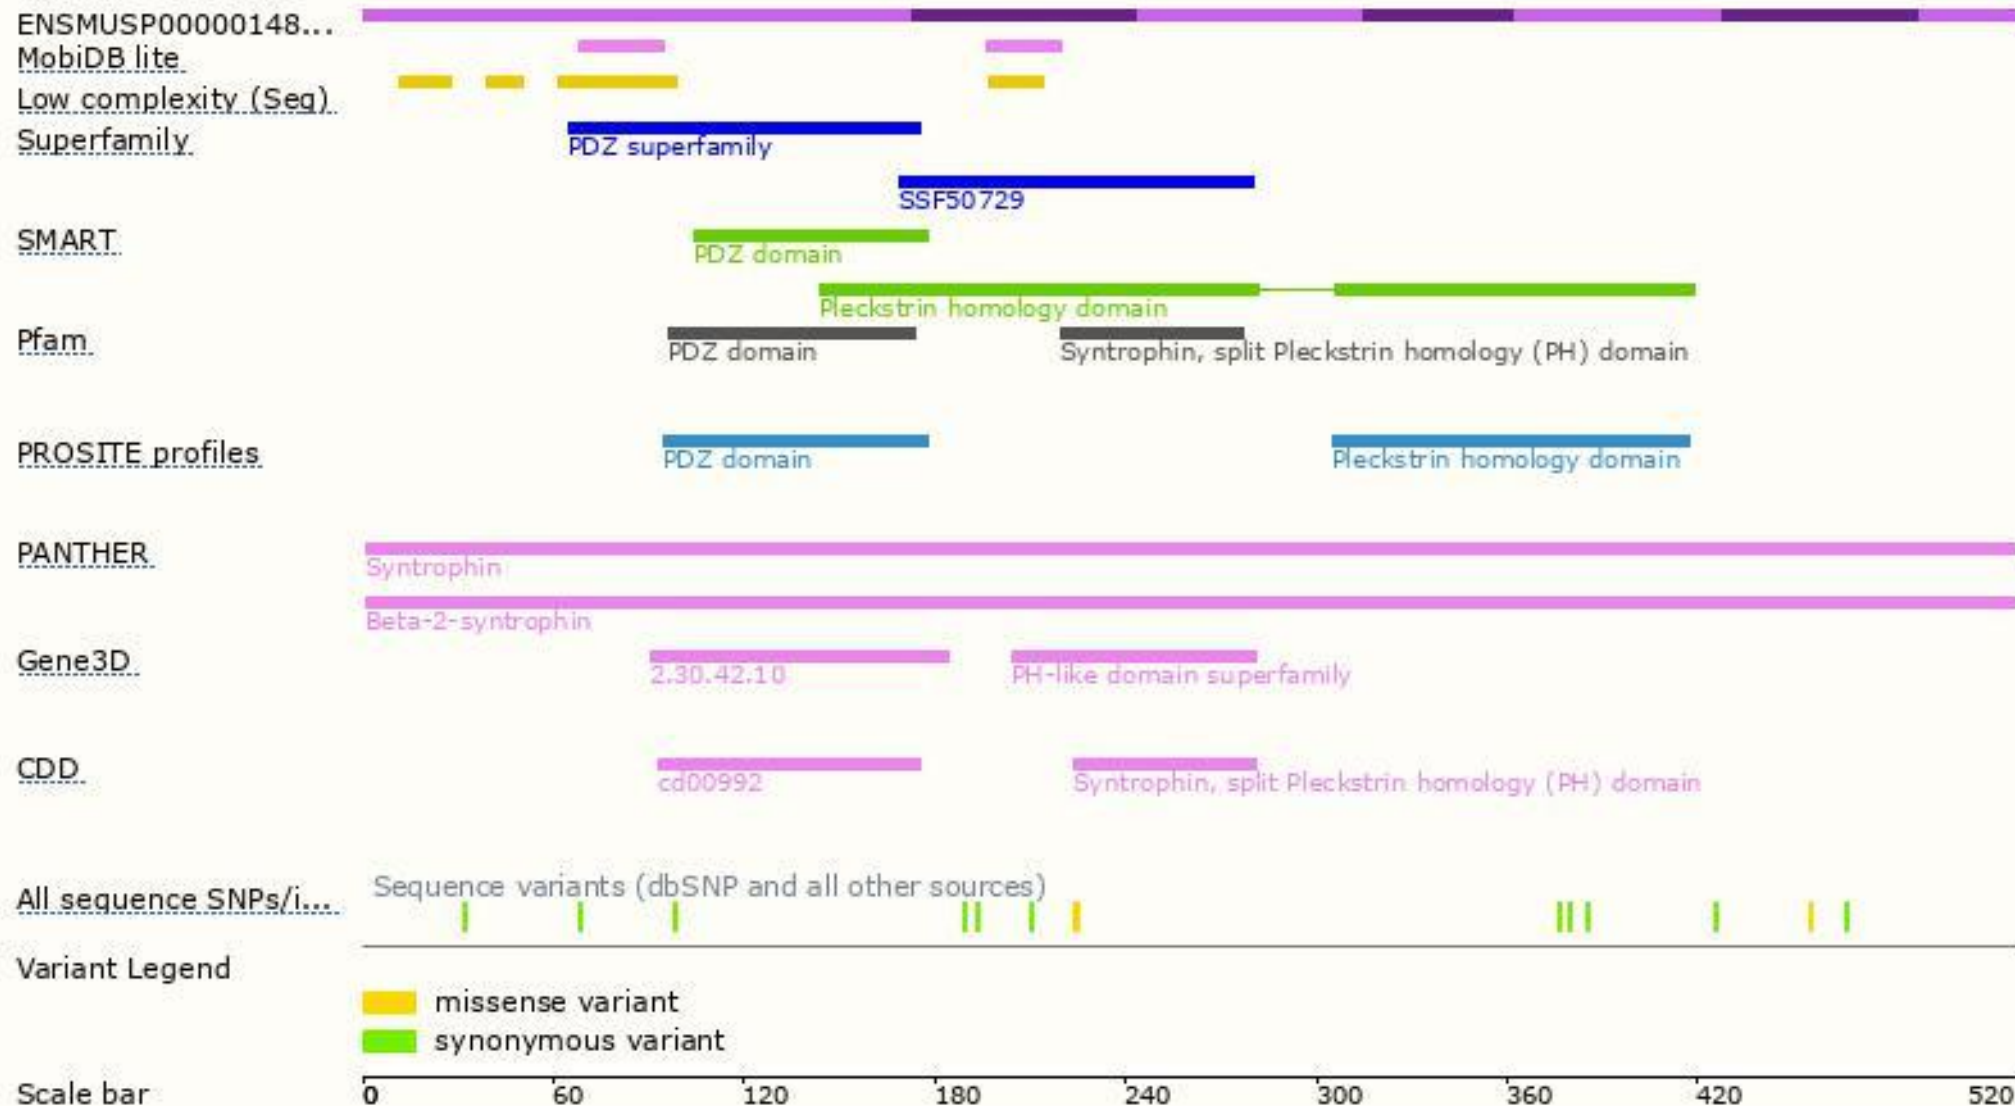 ENSMUSP00000148...
MobiDB lite
Low complexity (Seg)
Superfamily
PDZ superfamily
SSF50729
SMART
PDZ domain
Pleckstrin homology domain
Pfam
PDZ domain Syntrophin, split Pleckstrin homology (PH) domain
PROSITE profiles
PDZ domain Pleckstrin homology domain
PANTHER
Syntrophin
Beta-2-syntrophin
Gene3D
2.30.42.10 PH-like domain superfamily
CDD
cd00992 Syntrophin, split Pleckstrin homology (PH) domain
Sequence variants (dbSNP and all other sources)
All sequence SNPs/i...
Variant Legend
missense variant
synonymous variant
Scale bar 0 60 120 180 240 300 360 420 520